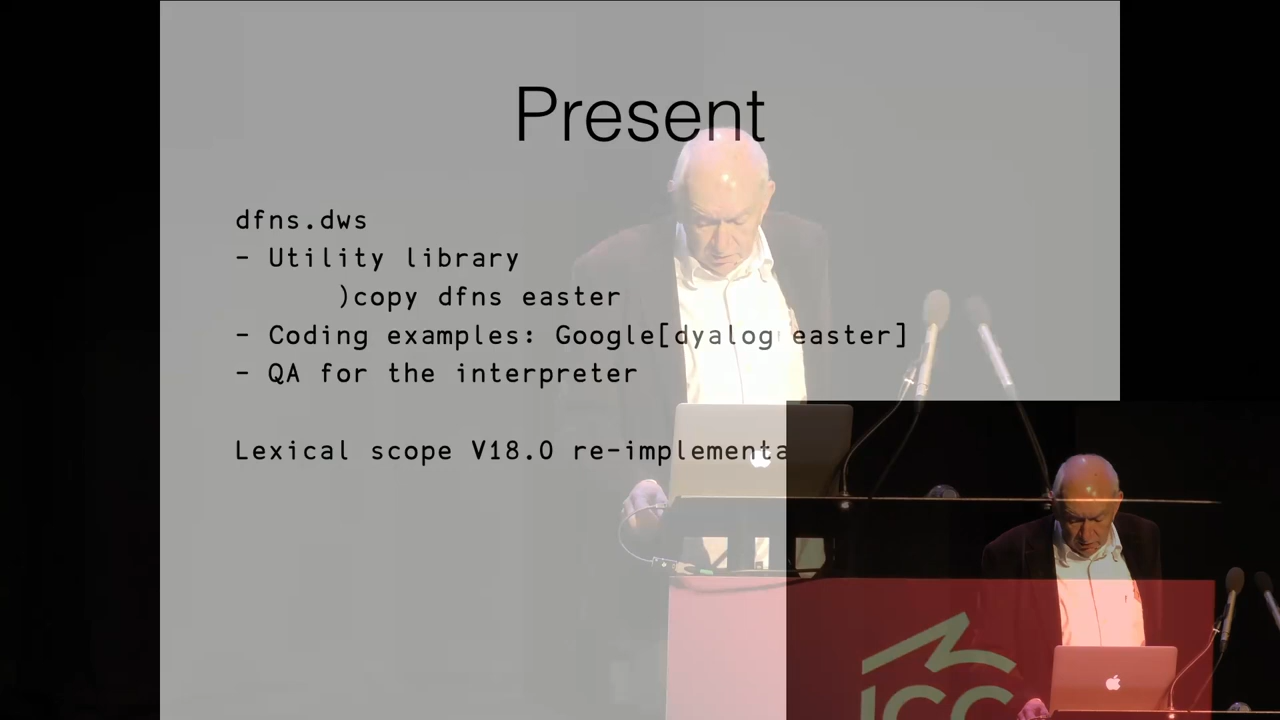 Present
dfns.dws
- Utility library
)copy dfns easter
- Coding examples: Google[dyalog easter]
- QA for the interpreter
Lexical scope V18.0 re-implementa
ICC